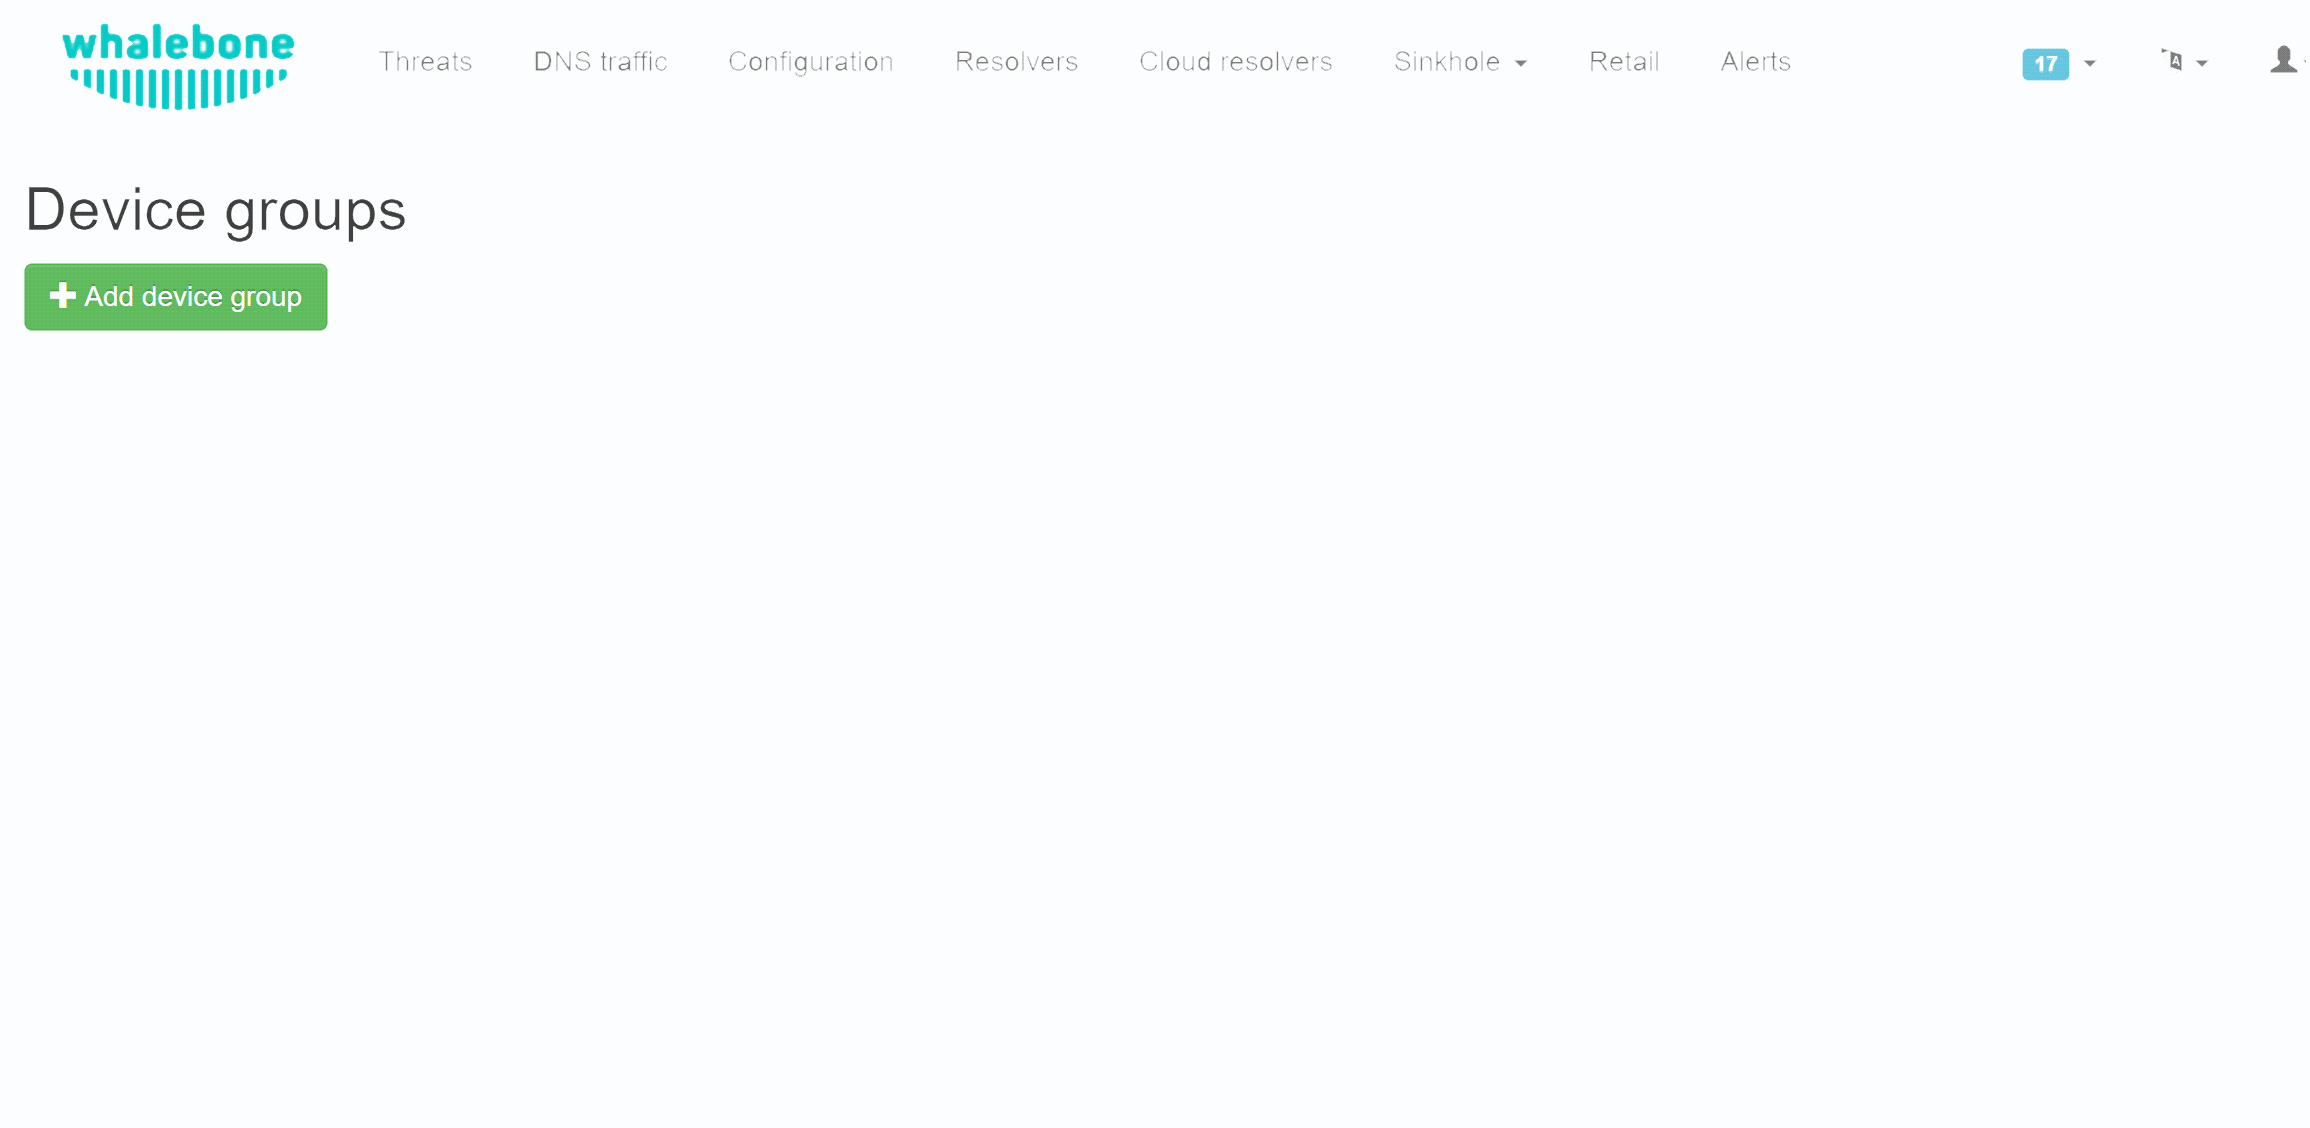 whalebone
Threats DNS traffic Configuration Resolvers Cloud resolvers Sinkhole Retail Alerts 17 A
Device groups
Add device group